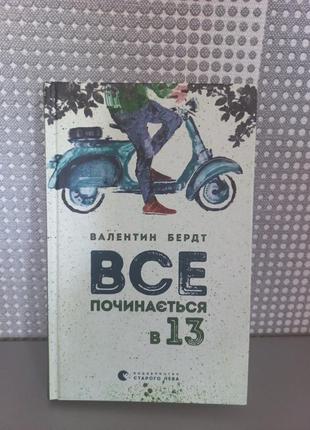 ВАЛЕНТИН БЕРДТ
ВСЕ
ПОЧИНАЄТЬСЯ
в 13
ВИДАВНИЦТВО
СТАРОГО ЛЕВА